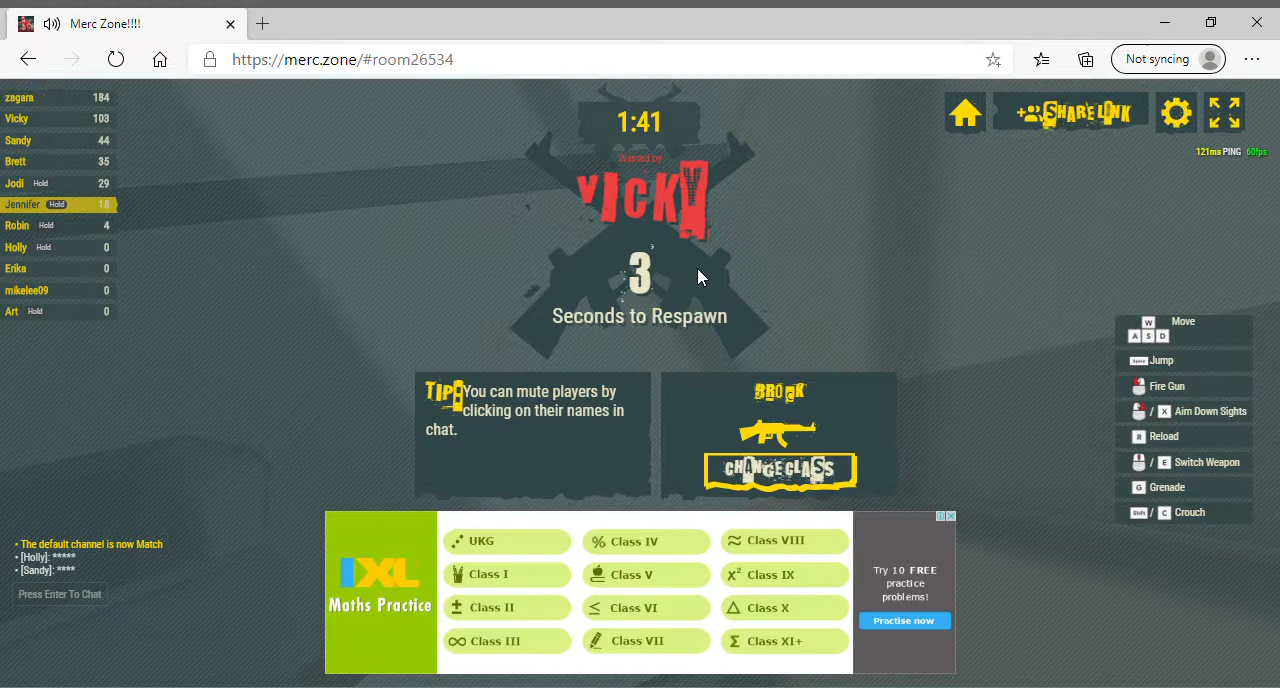 Merc Zone!!!!
https://merc.zone/#room26534
Not syncing
zagara 184
Vicky 103
Sandy 44
Brett 35
Jodi Hold 29
Jennifer Hold 18
Robin Hold 4
Holly Hold 0
Erika 0
mikelee09 0
Art Hold 0
1:41
Wasted by
VICKY
3
Seconds to Respawn
SHARE LINK
121ms PING 60fps
TIP: You can mute players by
clicking on their names in
chat.
BROCK
CHANGE CLASS
W Move
A S D
Space Jump
Fire Gun
/ X Aim Down Sights
R Reload
/ E Switch Weapon
G Grenade
Shift / C Crouch
• The default channel is now Match
• [Holly]: *****
• [Sandy]: ****
Press Enter To Chat
IXL
Maths Practice
UKG
Class I
Class II
Class III
Class IV
Class V
Class VI
Class VII
Class VIII
Class IX
Class X
Class XI+
Try 10 FREE
practice
problems!
Practise now